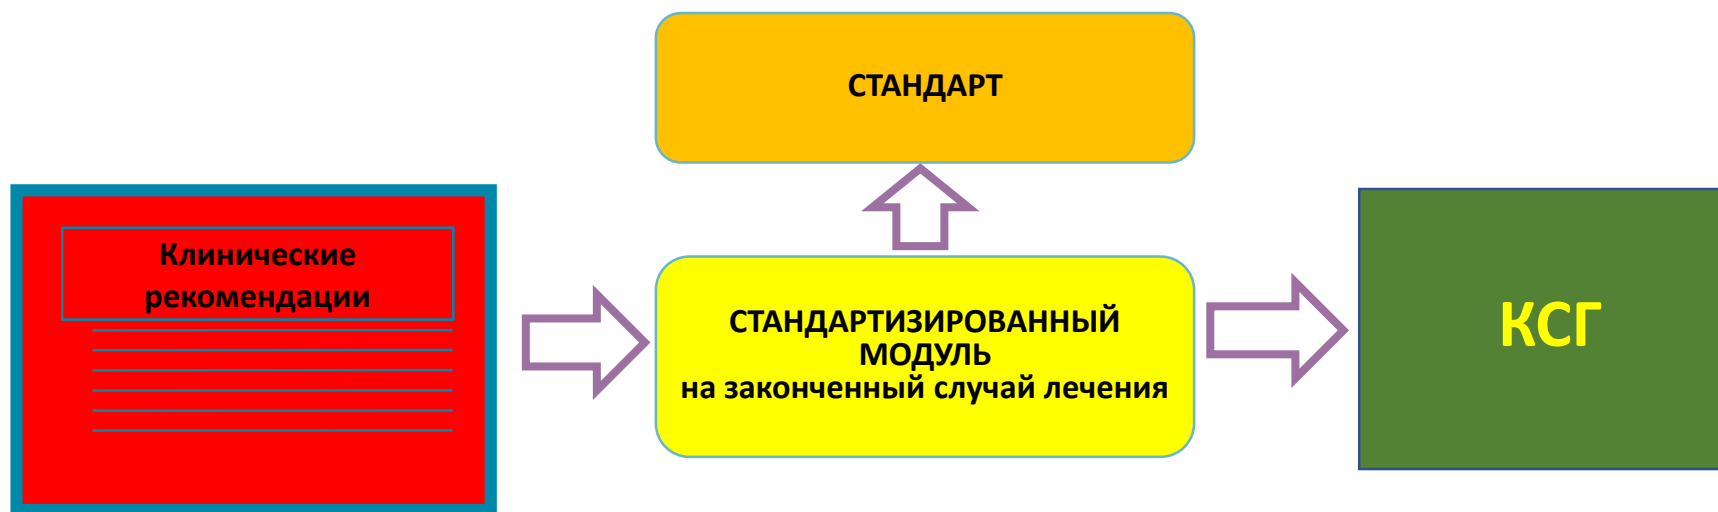 СТАНДАРТ
Клинические
рекомендации
СТАНДАРТИЗИРОВАННЫЙ
МОДУЛЬ
на законченный случай лечения
КСГ